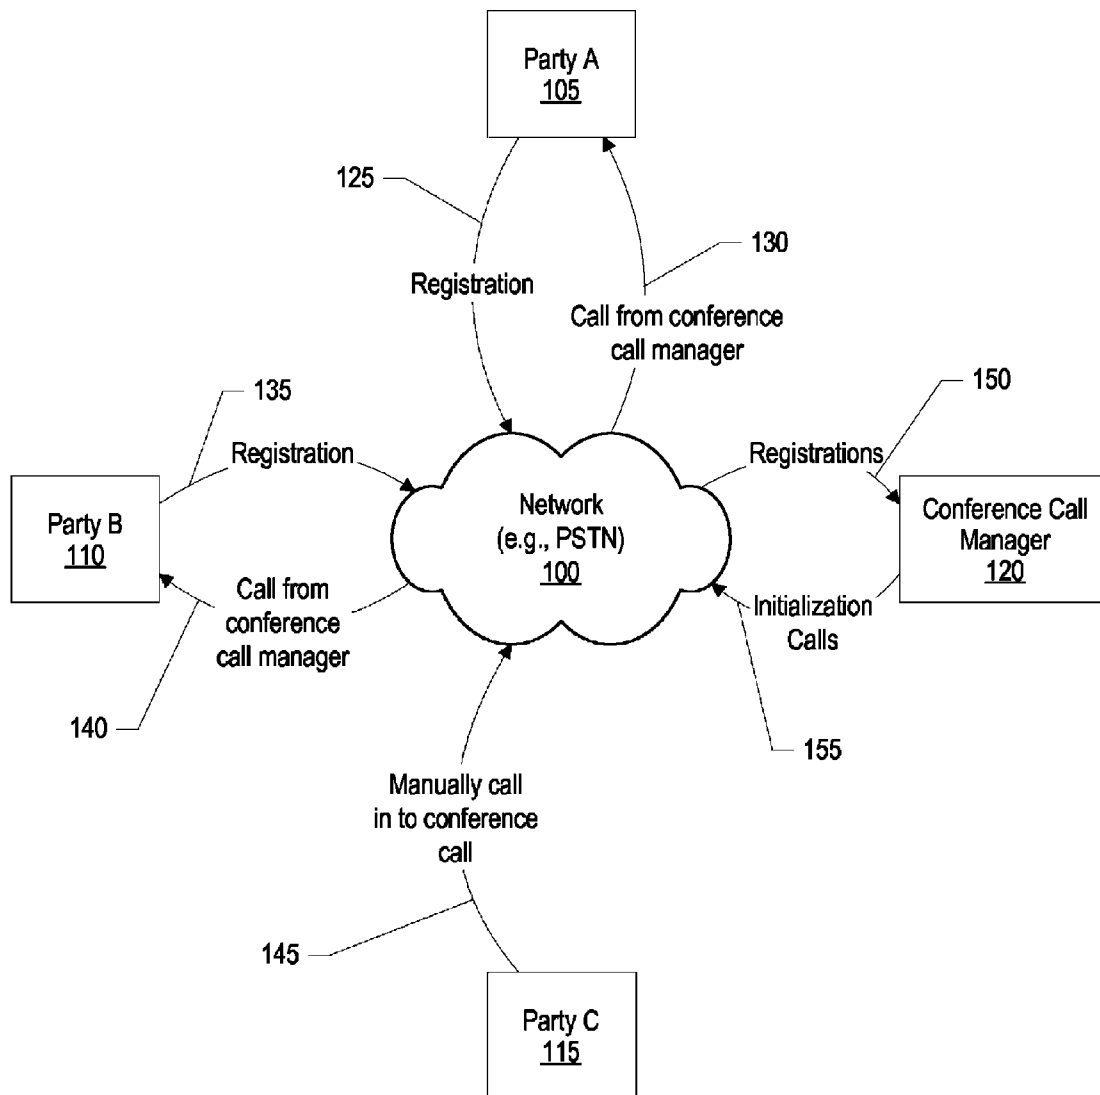 Party A
105
125
130
Registration
Call from conference
call manager
135
150
Registration
Registrations
Party B
110
Network
(e.g., PSTN)
100
Conference Call
Manager
120
Call from
conference
call manager
Initialization
Calls
140
155
Manually call
in to conference
call
145
Party C
115